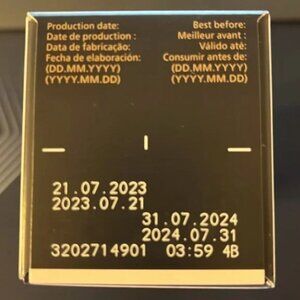 Production date: Best before:
Date de production : Meilleur avant :
Data de fabricação: Válido até:
Fecha de elaboración: Consumir antes de:
(DD.MM.YYYY) (DD.MM.YYYY)
(YYYY.MM.DD) (YYYY.MM.DD)
21.07.2023
2023.07.21
31.07.2024
2024.07.31
3202714901 03:59 4B